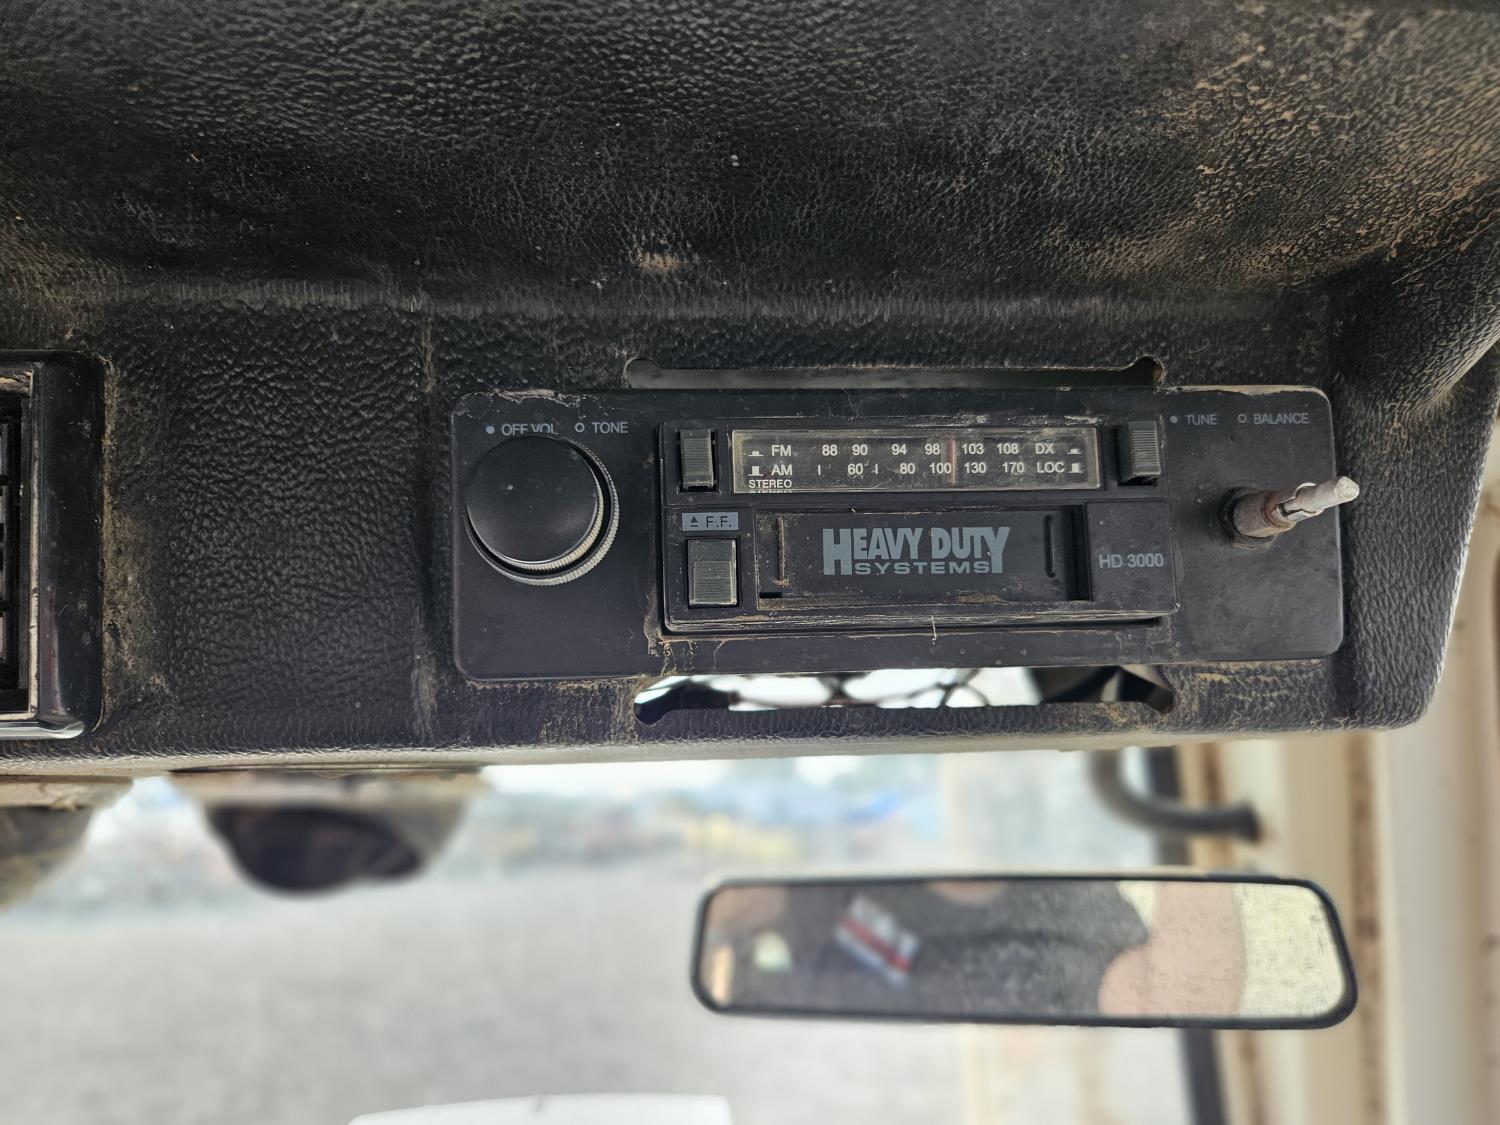 OFF VOL TONE
TUNE BALANCE
FM 88 90 94 98 103 108 DX
AM 60 80 100 130 170 LOC
STEREO
F.F.
HEAVY DUTY
SYSTEMS
HD 3000